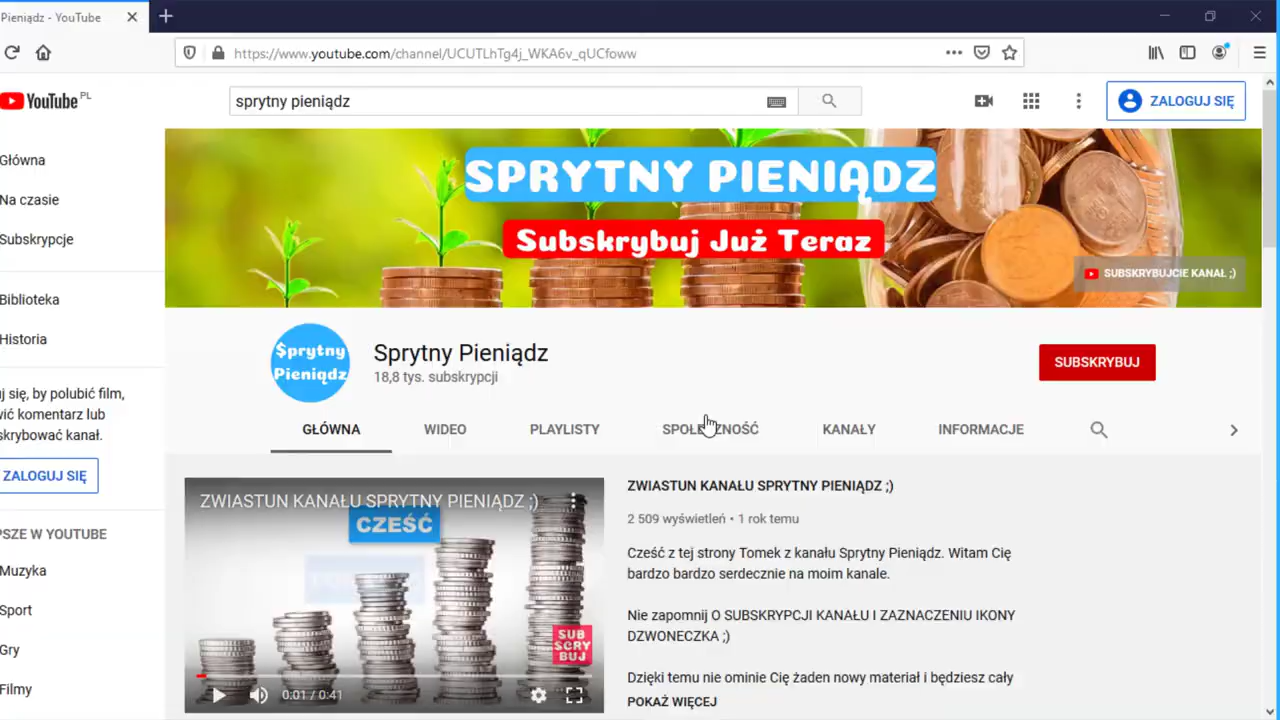 Pieniądz - YouTube
https://www.youtube.com/channel/UCUTLhTg4j_WKA6v_qUCfoww
YouTube PL
sprytny pieniądz
ZALOGUJ SIĘ
Główna
Na czasie
Subskrypcje
Biblioteka
Historia
j się, by polubić film,
wić komentarz lub
skrybować kanał.
ZALOGUJ SIĘ
PSZE W YOUTUBE
Muzyka
Sport
Gry
Filmy
SPRYTNY PIENIĄDZ
Subskrybuj Już Teraz
SUBSKRYBUJCIE KANAŁ ;)
$prytny
Pieniądz
Sprytny Pieniądz
18,8 tys. subskrypcji
SUBSKRYBUJ
GŁÓWNA WIDEO PLAYLISTY SPOŁECZNOŚĆ KANAŁY INFORMACJE
ZWIASTUN KANAŁU SPRYTNY PIENIĄDZ ;)
CZEŚĆ
SUB
SCRY
BUJ
0:01 / 0:41
ZWIASTUN KANAŁU SPRYTNY PIENIĄDZ ;)
2 509 wyświetleń • 1 rok temu
Cześć z tej strony Tomek z kanału Sprytny Pieniądz. Witam Cię
bardzo bardzo serdecznie na moim kanale.
Nie zapomnij O SUBSKRYPCJI KANAŁU I ZAZNACZENIU IKONY
DZWONECZKA ;)
Dzięki temu nie ominie Cię żaden nowy materiał i będziesz cały
POKAŻ WIĘCEJ